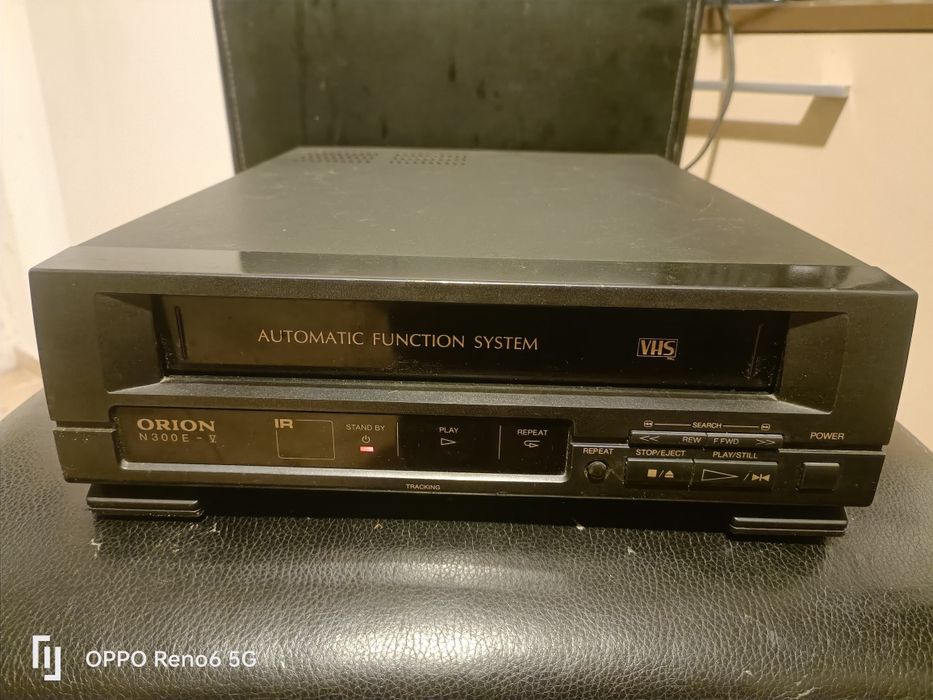 AUTOMATIC FUNCTION SYSTEM
VHS
ORION
N300E-V
IR
STAND BY
PLAY
REPEAT
TRACKING
REPEAT
SEARCH
REW F.FWD
STOP/EJECT
PLAY/STILL
POWER
OPPO Reno6 5G